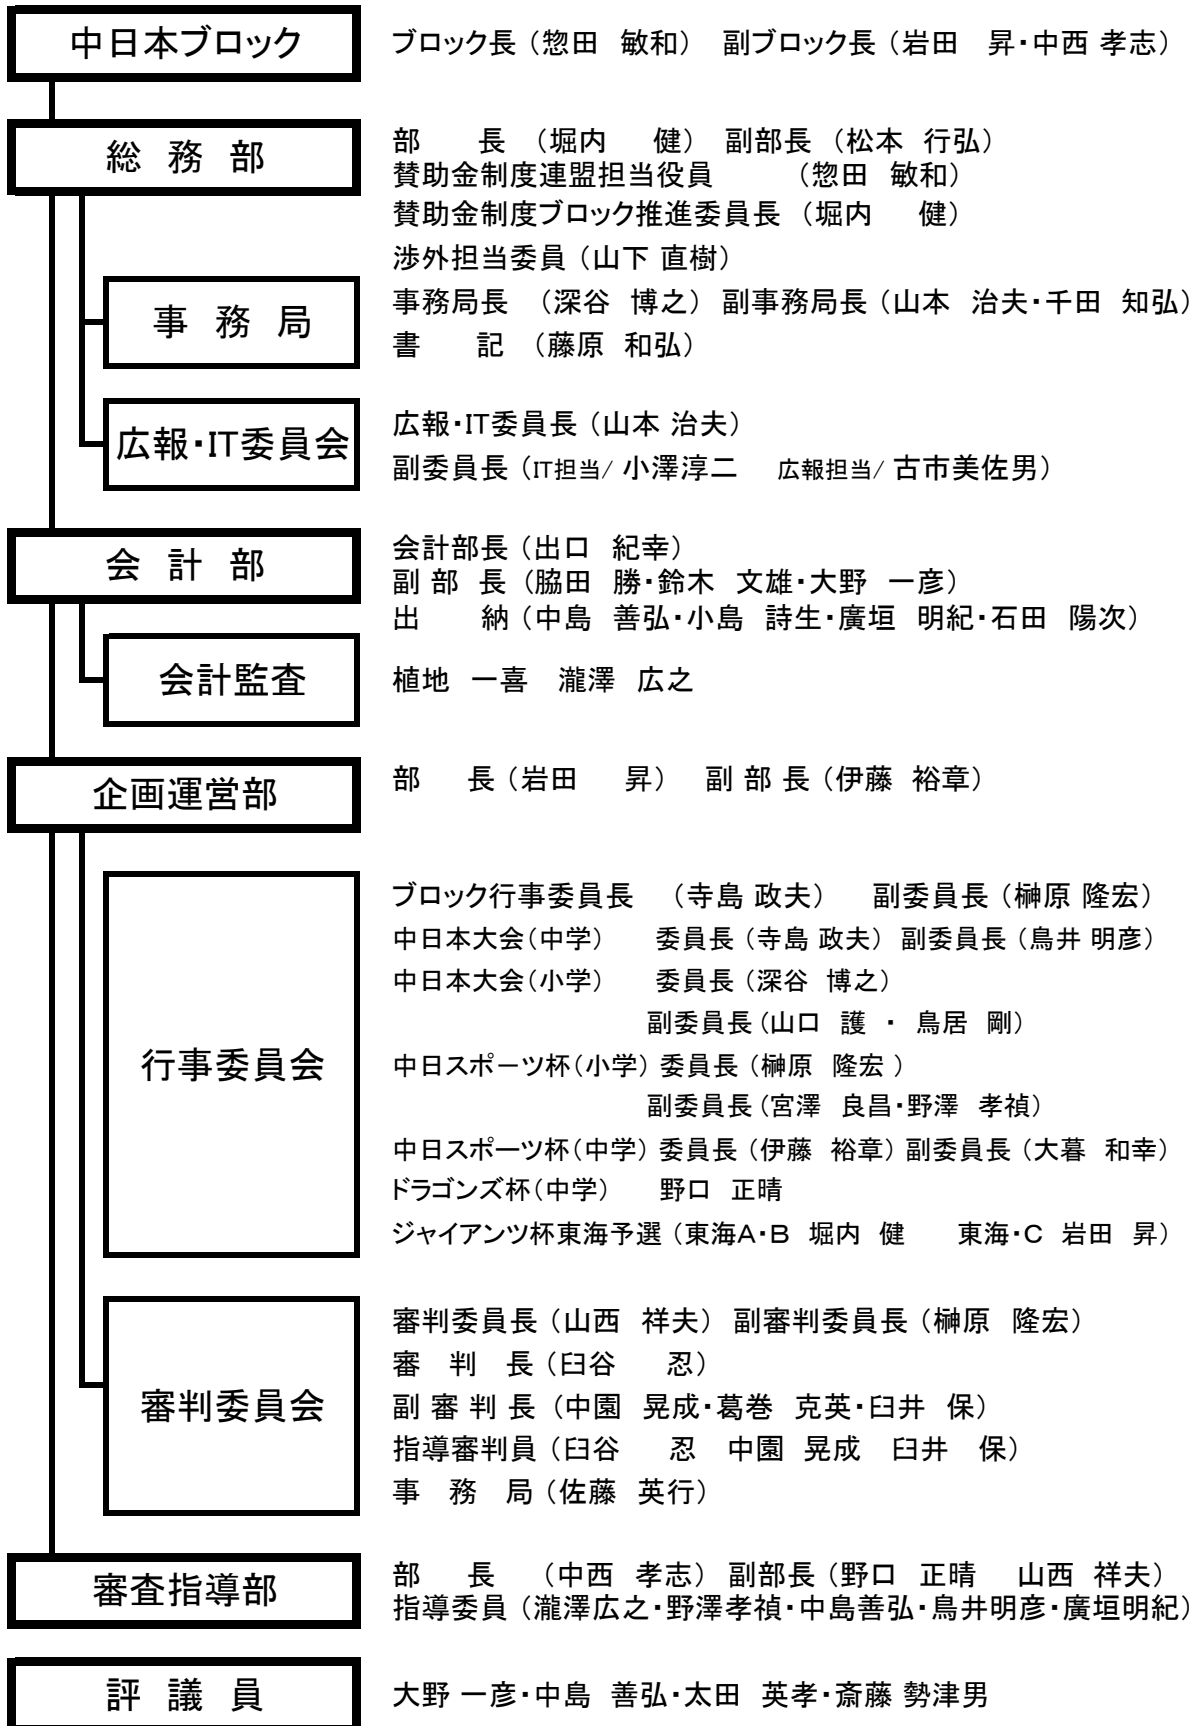 中日本ブロック
ブロック長（惣田　敏和）　副ブロック長（岩田　昇・中西 孝志）
総　務　部
部　　長　（堀内　　健）　副部長　（松本　行弘）
賛助金制度連盟担当役員　　　（惣田　敏和）
賛助金制度ブロック推進委員長　（堀内　　健）
渉外担当委員（山下 直樹）
事　務　局
事務局長　（深谷　博之）　副事務局長（山本　治夫・千田　知弘）
書　　記　（藤原　和弘）
広報・IT委員会
広報・IT委員長（山本 治夫）
副委員長（IT担当/ 小澤淳二　広報担当/ 古市美佐男）
会　計　部
会計部長（出口　紀幸）
副 部　長　（脇田　勝・鈴木　文雄・大野　一彦）
出　　納（中島　善弘・小島　詩生・廣垣　明紀・石田　陽次）
会計監査
植地　一喜　瀧澤　広之
企画運営部
部　　長（岩田　　昇）　副 部 長（伊藤　裕章）
行事委員会
ブロック行事委員長　（寺島 政夫）　副委員長（榊原 隆宏）
中日本大会（中学）　委員長（寺島 政夫）　副委員長（鳥井 明彦）
中日本大会（小学）　委員長（深谷　博之）
副委員長（山口　護　・　鳥居　剛）
中日スポーツ杯（小学） 委員長（榊原　隆宏 ）
副委員長（宮澤　良昌・野澤　孝禎）
中日スポーツ杯（中学） 委員長（伊藤　裕章） 副委員長（大暮　和幸）
ドラゴンズ杯（中学）　野口　正晴
ジャイアンツ杯東海予選（東海A・B　堀内　健　　東海・C　岩田　昇）
審判委員会
審判委員長（山西　祥夫）　副審判委員長（榊原　隆宏）
審　判　長（臼谷　　忍）
副 審 判 長　（中園　晃成・葛巻　克英・臼井　保）
指導審判員（臼谷　　忍　中園　晃成　臼井　保）
事　務　局（佐藤　英行）
審査指導部
部　　長　（中西　孝志）　副部長（野口　正晴　山西　祥夫）
指導委員（瀧澤広之・野澤孝禎・中島善弘・鳥井明彦・廣垣明紀）
評　議　員
大野 一彦・中島　善弘・太田　英孝・斎藤 勢津男